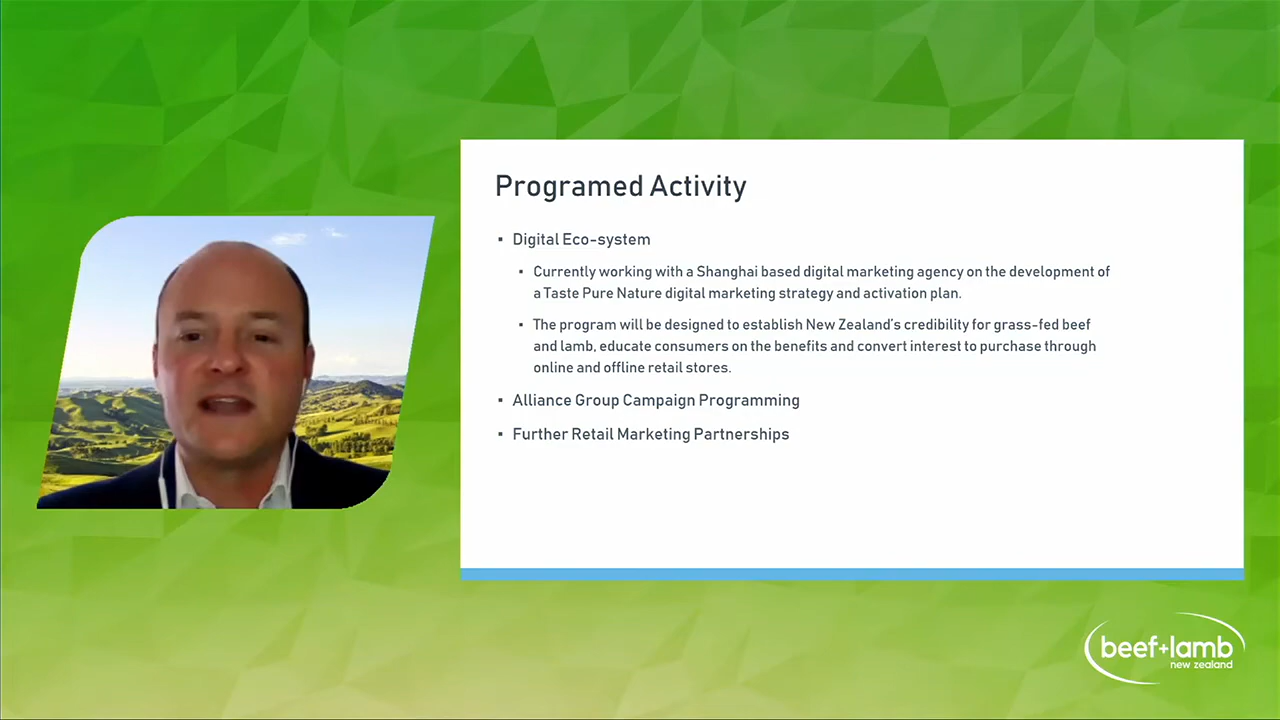 Programed Activity
▪ Digital Eco-system
▪ Currently working with a Shanghai based digital marketing agency on the development of
a Taste Pure Nature digital marketing strategy and activation plan.
▪ The program will be designed to establish New Zealand's credibility for grass-fed beef
and lamb, educate consumers on the benefits and convert interest to purchase through
online and offline retail stores.
▪ Alliance Group Campaign Programming
▪ Further Retail Marketing Partnerships
beef+lamb
new zealand